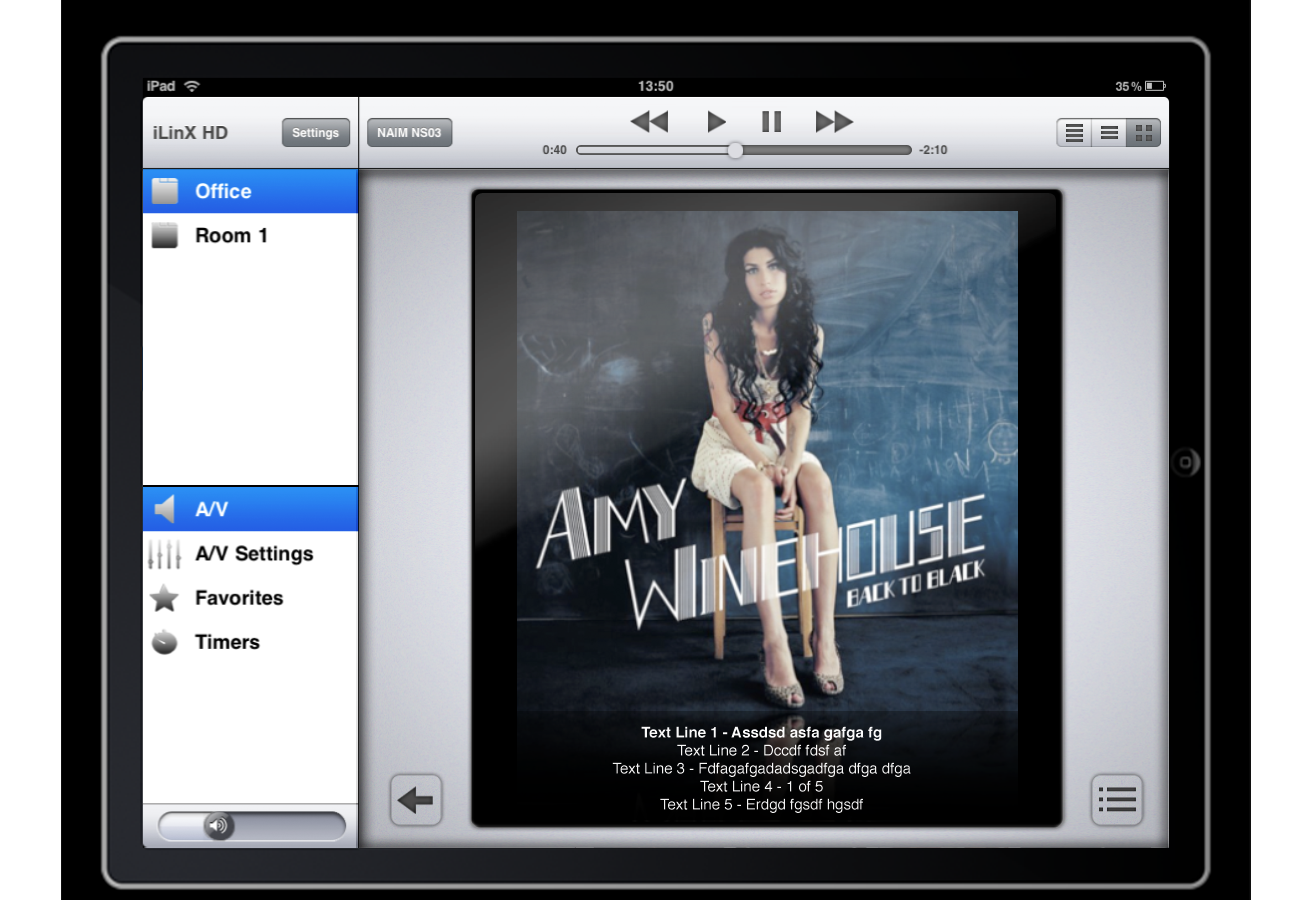 iPad 13:50 35%
iLinX HD Settings NAIM NS03
0:40 -2:10
Office
Room 1
AMY
WINEHOUSE
BACK TO BLACK
A/V
A/V Settings
Favorites
Timers
Text Line 1 - Assdsd asfa gafga fg
Text Line 2 - Dccdf fdsf af
Text Line 3 - Fdfagafgadadsgadfga dfga dfga
Text Line 4 - 1 of 5
Text Line 5 - Erdgd fgsdf hgsdf